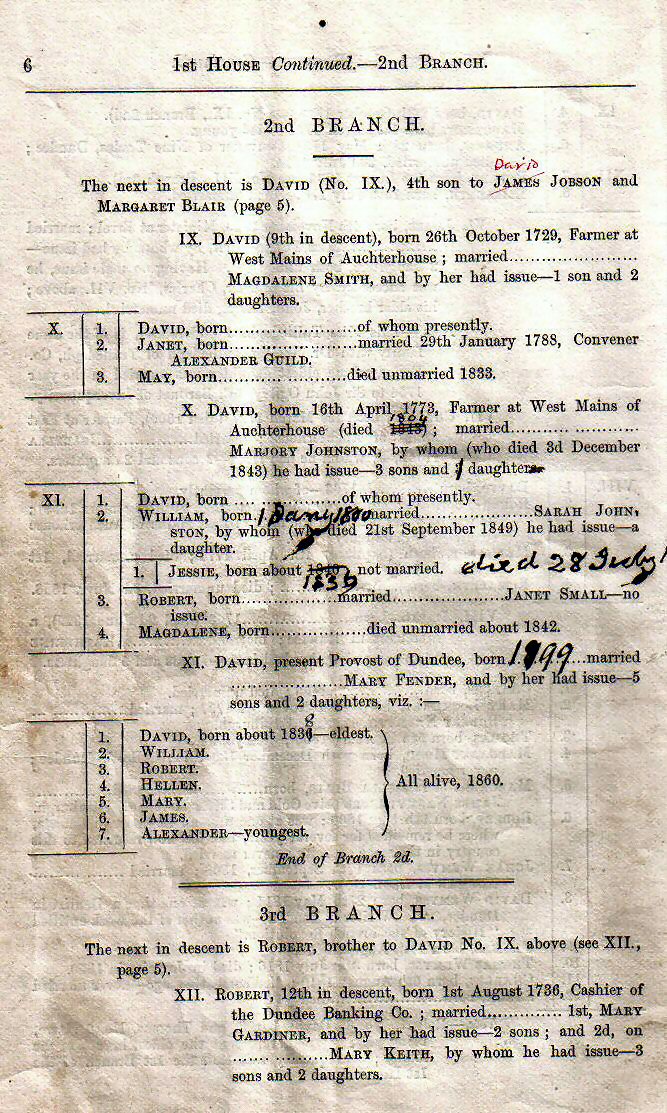 6 1st House Continued.—2nd Branch.
2nd BRANCH.
David
The next in descent is David (No. IX.), 4th son to James Jobson and
Margaret Blair (page 5).
IX. David (9th in descent), born 26th October 1729, Farmer at
West Mains of Auchterhouse ; married........................
Magdalene Smith, and by her had issue—1 son and 2
daughters.
X. 1. David, born........................of whom presently.
2. Janet, born........................married 29th January 1788, Convener
Alexander Guild.
3. May, born........................died unmarried 1833.
X. David, born 16th April 1773, Farmer at West Mains of
1804
Auchterhouse (died 1843) ; married........................
Marjory Johnston, by whom (who died 3d December
1843) he had issue—3 sons and 1 daughter
XI. 1. David, born ........................of whom presently.
2. William, born 1800 married........................Sarah John,
ston, by whom (who died 21st September 1849) he had issue—a
daughter.
1. Jessie, born about 1840 not married. died 28
1836
3. Robert, born..................married........................Janet Small—no
issue.
4. Magdalene, born..................died unmarried about 1842.
XI. David, present Provost of Dundee, born 1799...married
.....................Mary Fender, and by her had issue—5
sons and 2 daughters, viz. :—
8
1. David, born about 1836—eldest.
2. William.
3. Robert.
4. Hellen. All alive, 1860.
5. Mary.
6. James.
7. Alexander—youngest.
End of Branch 2d.
3rd BRANCH.
The next in descent is Robert, brother to David No. IX. above (see XII.,
page 5).
XII. Robert, 12th in descent, born 1st August 1736, Cashier of
the Dundee Banking Co. ; married............. 1st, Mary
Gardiner, and by her had issue—2 sons ; and 2d, on
....... ...........Mary Keith, by whom he had issue—3
sons and 2 daughters.